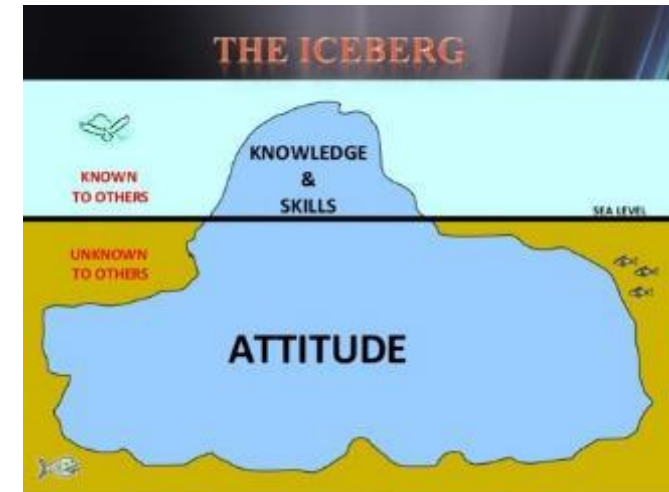 THE ICEBERG
KNOWN
TO OTHERS
KNOWLEDGE
&
SKILLS
SEA LEVEL
UNKNOWN
TO OTHERS
ATTITUDE